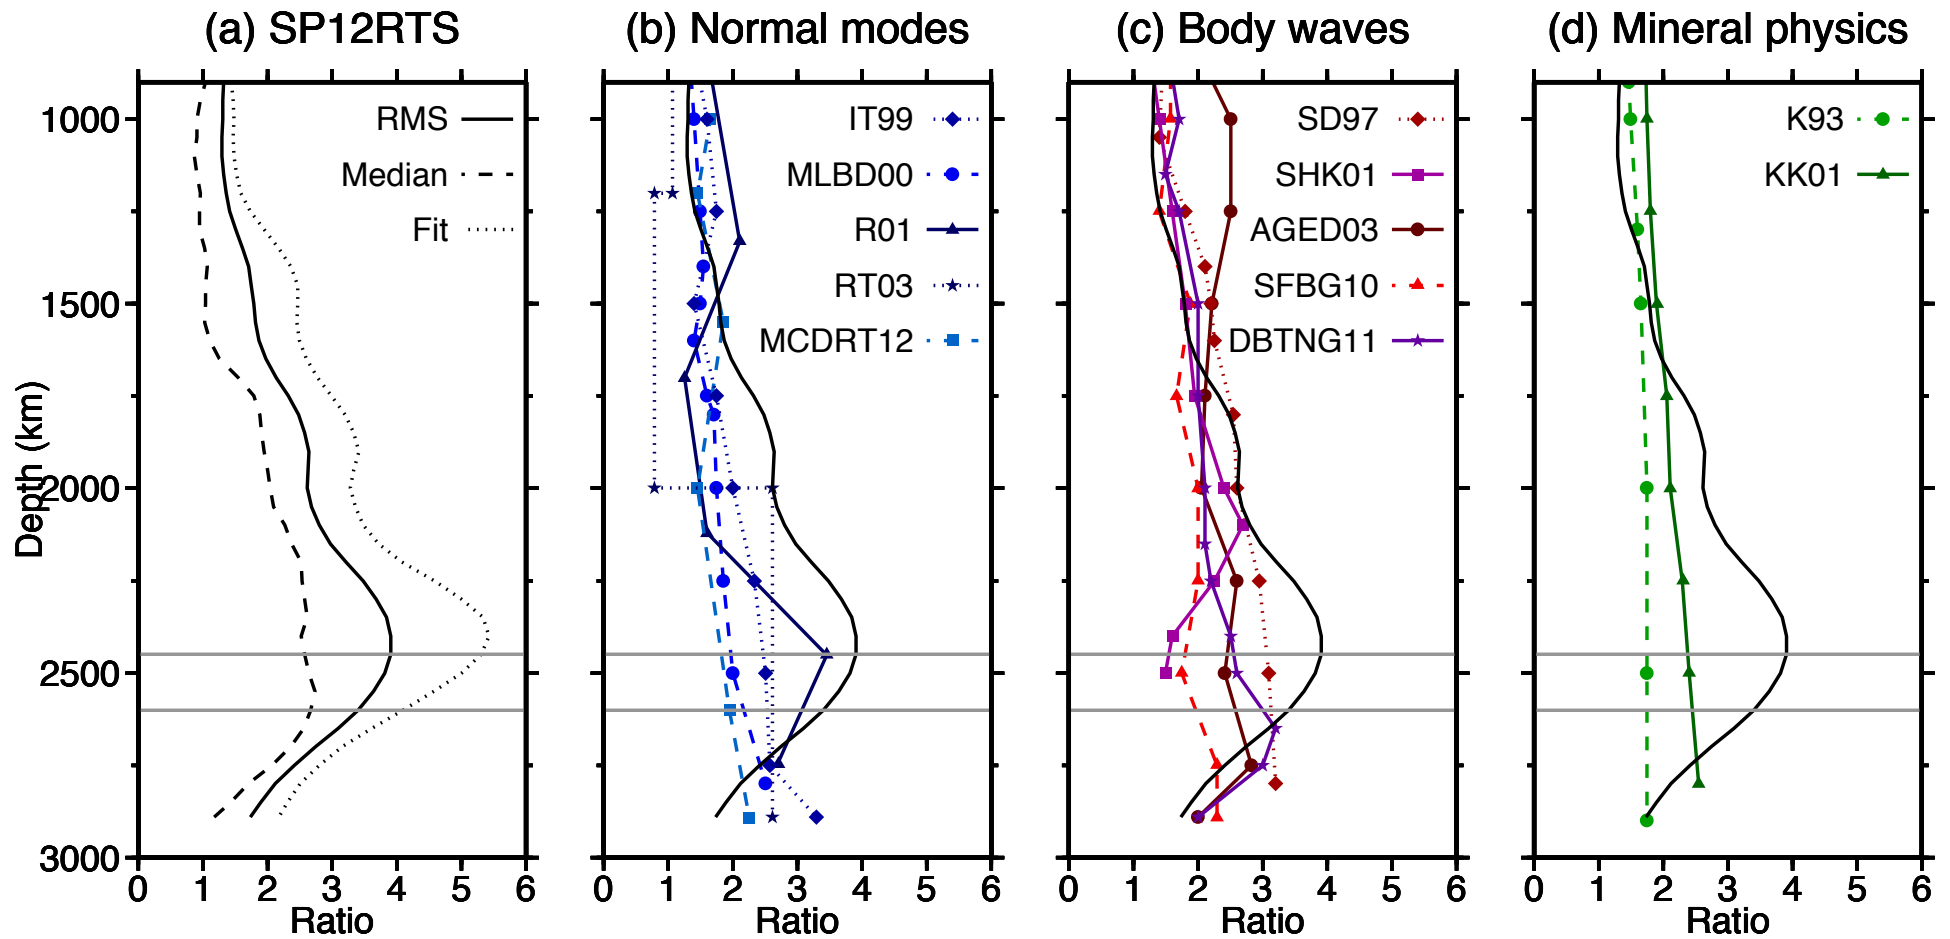 (a) SP12RTS
(b) Normal modes
(c) Body waves
(d) Mineral physics
Depth (km)
1000
1500
2000
2500
3000
RMS
Median
Fit
0 1 2 3 4 5 6
Ratio
IT99
MLBD00
R01
RT03
MCDRT12
0 1 2 3 4 5 6
Ratio
SD97
SHK01
AGED03
SFBG10
DBTNG11
0 1 2 3 4 5 6
Ratio
K93
KK01
0 1 2 3 4 5 6
Ratio